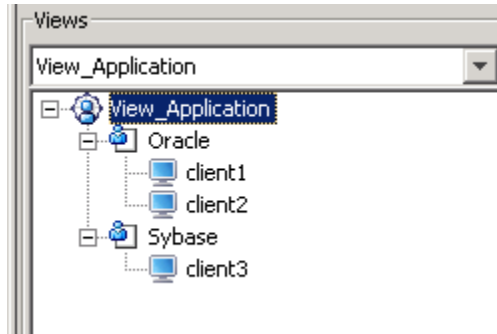 Views
View_Application
View_Application
Oracle
client1
client2
Sybase
client3